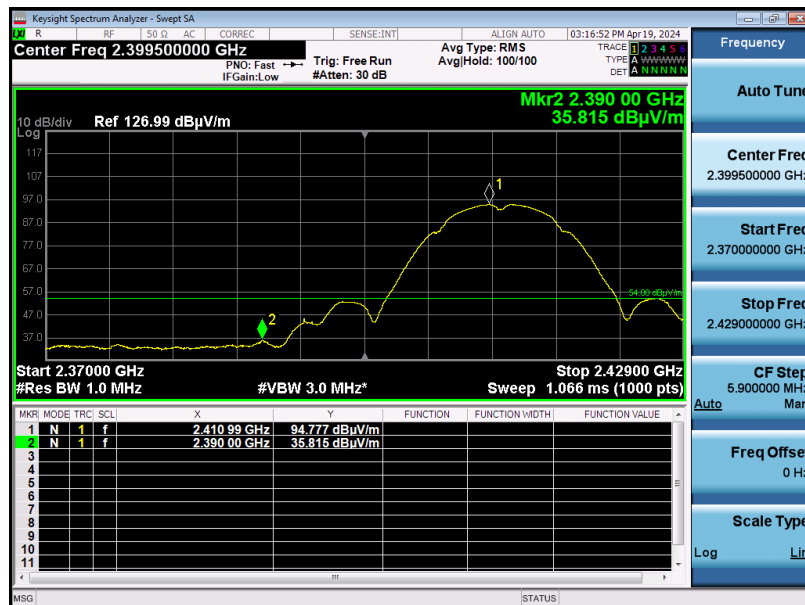 Keysight Spectrum Analyzer - Swept SA
LXI R RF 50 Ω AC CORREC SENSE:INT ALIGN AUTO 03:16:52 PM Apr 19, 2024
Center Freq 2.399500000 GHz
PNO: Fast
IFGain:Low
Trig: Free Run
#Atten: 30 dB
Avg Type: RMS
Avg|Hold: 100/100
TRACE 1 2 3 4 5 6
TYPE A WWWWW
DET A N N N N N
Mkr2 2.390 00 GHz
35.815 dBµV/m
10 dB/div Ref 126.99 dBµV/m
Log
117
107
97.0
87.0
77.0
67.0
57.0
47.0
37.0
1
2
54.00 dBµV/m
Start 2.37000 GHz Stop 2.42900 GHz
#Res BW 1.0 MHz #VBW 3.0 MHz* Sweep 1.066 ms (1000 pts)
MKR MODE TRC SCL X Y FUNCTION FUNCTION WIDTH FUNCTION VALUE
1 N 1 f 2.410 99 GHz 94.777 dBµV/m
2 N 1 f 2.390 00 GHz 35.815 dBµV/m
3
4
5
6
7
8
9
10
11
MSG STATUS
Frequency
Auto Tune
Center Freq
2.399500000 GHz
Start Freq
2.370000000 GHz
Stop Freq
2.429000000 GHz
CF Step
5.900000 MHz
Auto Man
Freq Offset
0 Hz
Scale Type
Log Lin